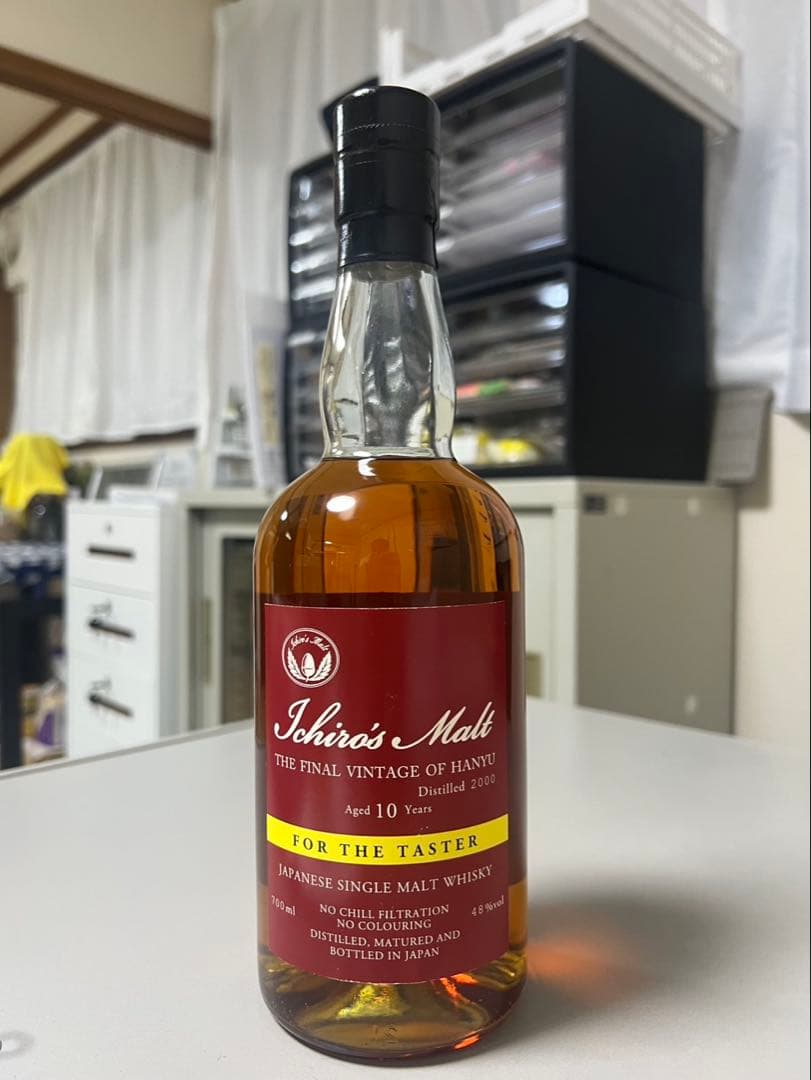 Ichiro's Malt
Ichiro's Malt
THE FINAL VINTAGE OF HANYU
Distilled 2000
Aged 10 Years
FOR THE TASTER
JAPANESE SINGLE MALT WHISKY
700ml
NO CHILL FILTRATION
48%vol
NO COLOURING
DISTILLED, MATURED AND
BOTTLED IN JAPAN